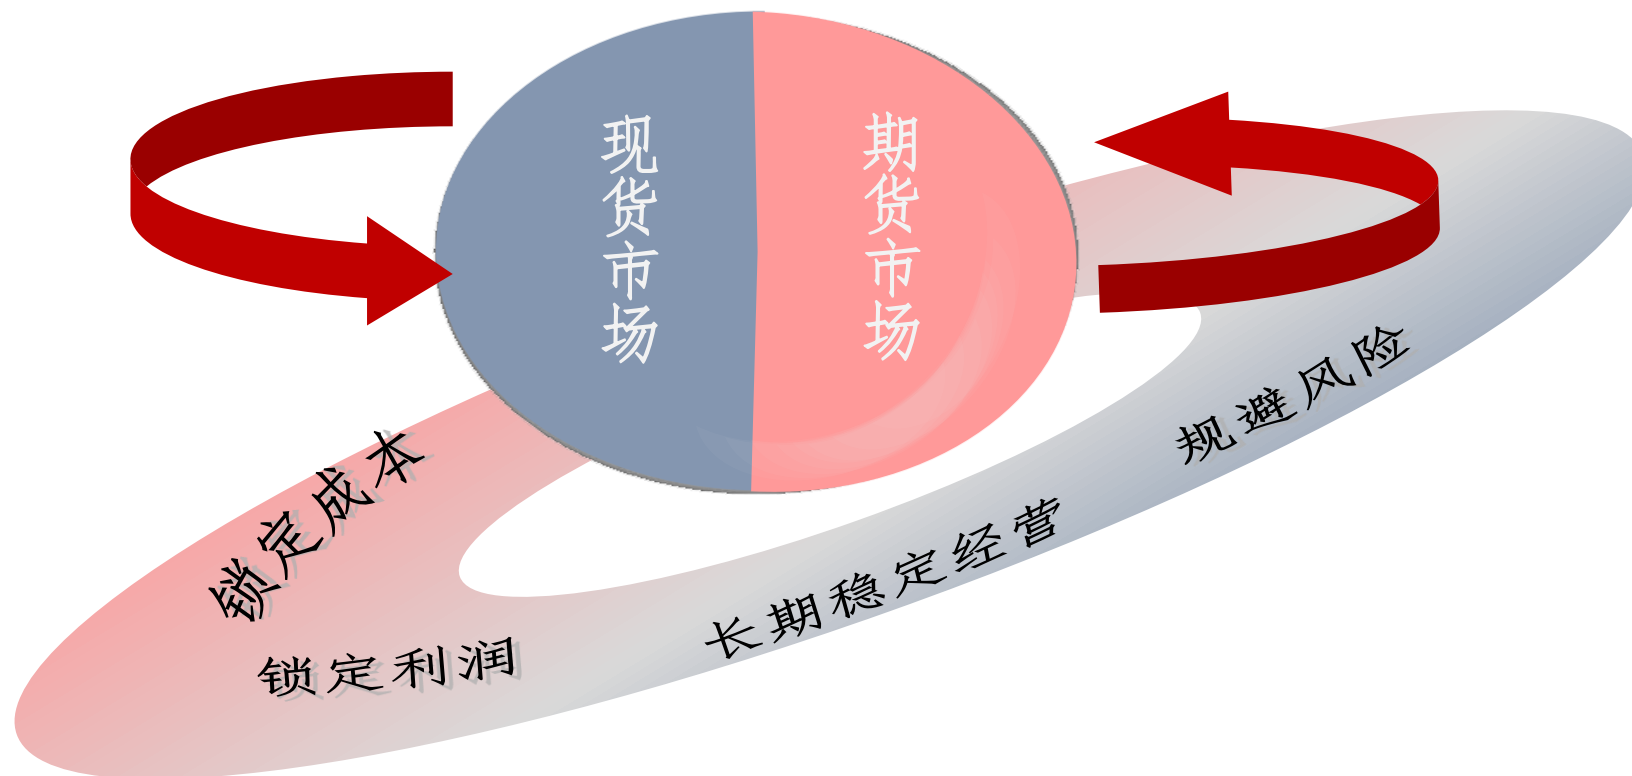 现货市场
期货市场
锁定成本
锁定利润
长期稳定经营
规避风险